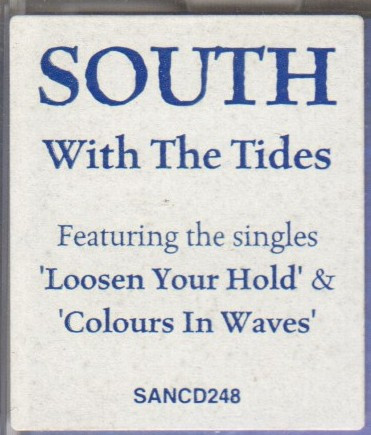 SOUTH
With The Tides
Featuring the singles
'Loosen Your Hold' &
'Colours In Waves'
SANCD248